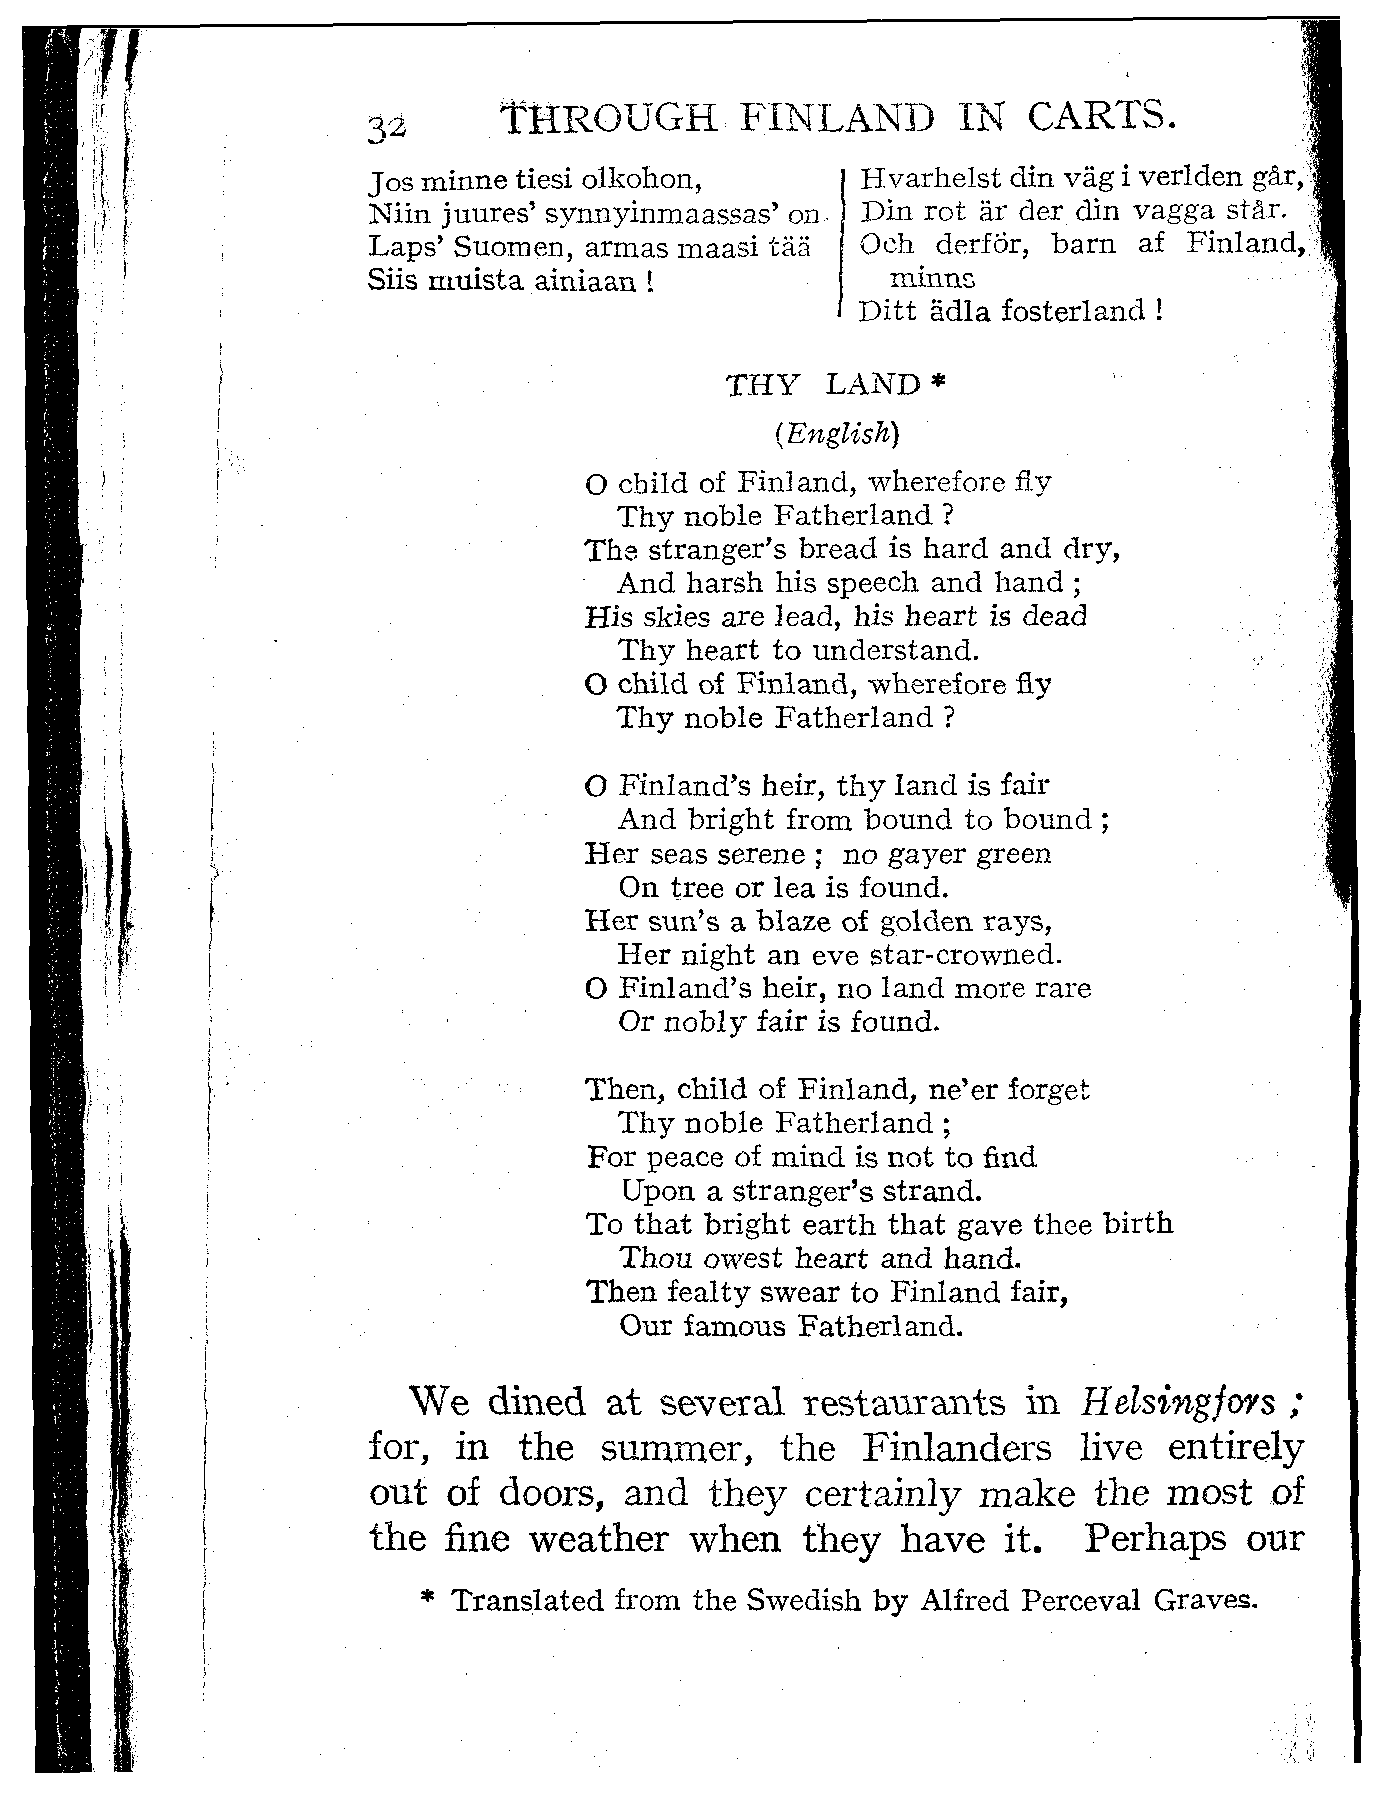 32 THROUGH FINLAND IN CARTS.
Jos minne tiesi olkohon,
Niin juures' synnyinmaassas' on.
Laps' Suomen, armas maasi tää
Siis muista ainiaan !
Hvarhelst din väg i verlden går,
Din rot är der din vagga står.
Och derför, barn af Finland,
minns
Ditt ädla fosterland !
THY LAND *
(English)
O child of Finland, wherefore fly
Thy noble Fatherland ?
The stranger's bread is hard and dry,
And harsh his speech and hand ;
His skies are lead, his heart is dead
Thy heart to understand.
O child of Finland, wherefore fly
Thy noble Fatherland ?
O Finland's heir, thy land is fair
And bright from bound to bound ;
Her seas serene ; no gayer green
On tree or lea is found.
Her sun's a blaze of golden rays,
Her night an eve star-crowned.
O Finland's heir, no land more rare
Or nobly fair is found.
Then, child of Finland, ne'er forget
Thy noble Fatherland ;
For peace of mind is not to find
Upon a stranger's strand.
To that bright earth that gave thee birth
Thou owest heart and hand.
Then fealty swear to Finland fair,
Our famous Fatherland.
We dined at several restaurants in Helsingfors ;
for, in the summer, the Finlanders live entirely
out of doors, and they certainly make the most of
the fine weather when they have it. Perhaps our
* Translated from the Swedish by Alfred Perceval Graves.